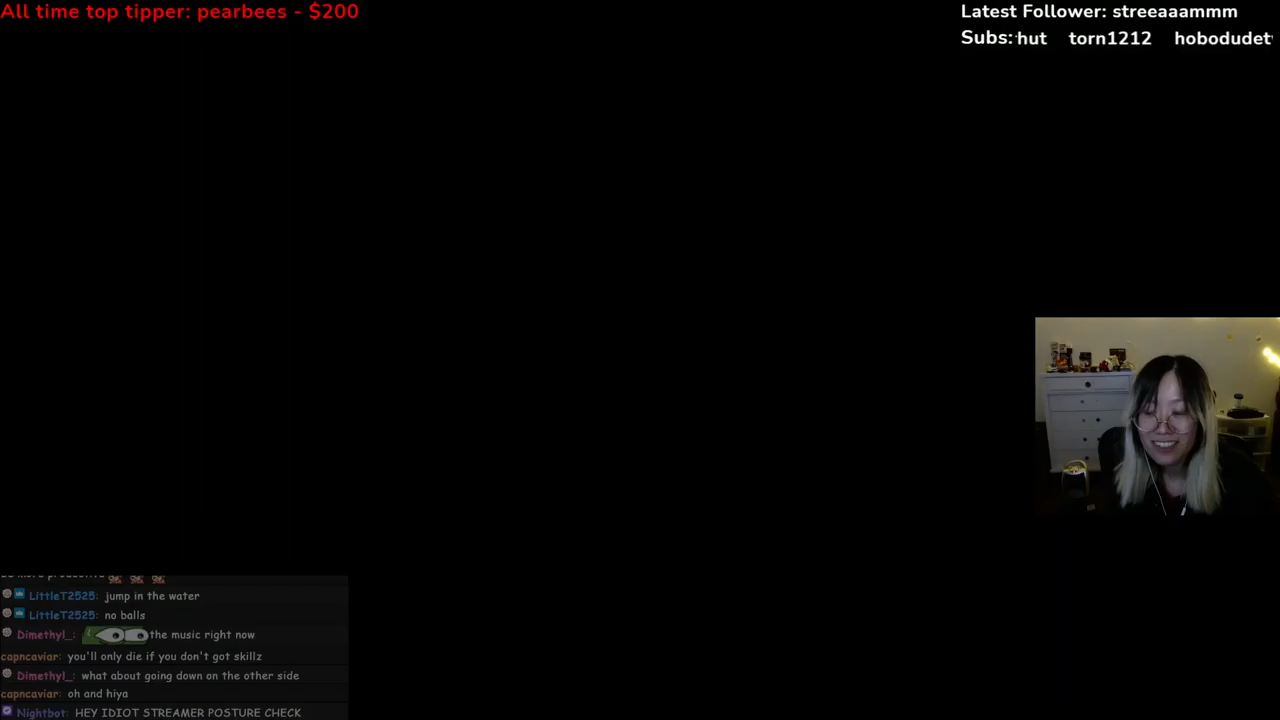 All time top tipper: pearbees - $200
Latest Follower: streeaaammm
Subs: hut torn1212 hobodudet
LittleT2525: jump in the water
LittleT2525: no balls
Dimethyl_: the music right now
capncaviar: you'll only die if you don't got skillz
Dimethyl_: what about going down on the other side
capncaviar: oh and hiya
Nightbot: HEY IDIOT STREAMER POSTURE CHECK